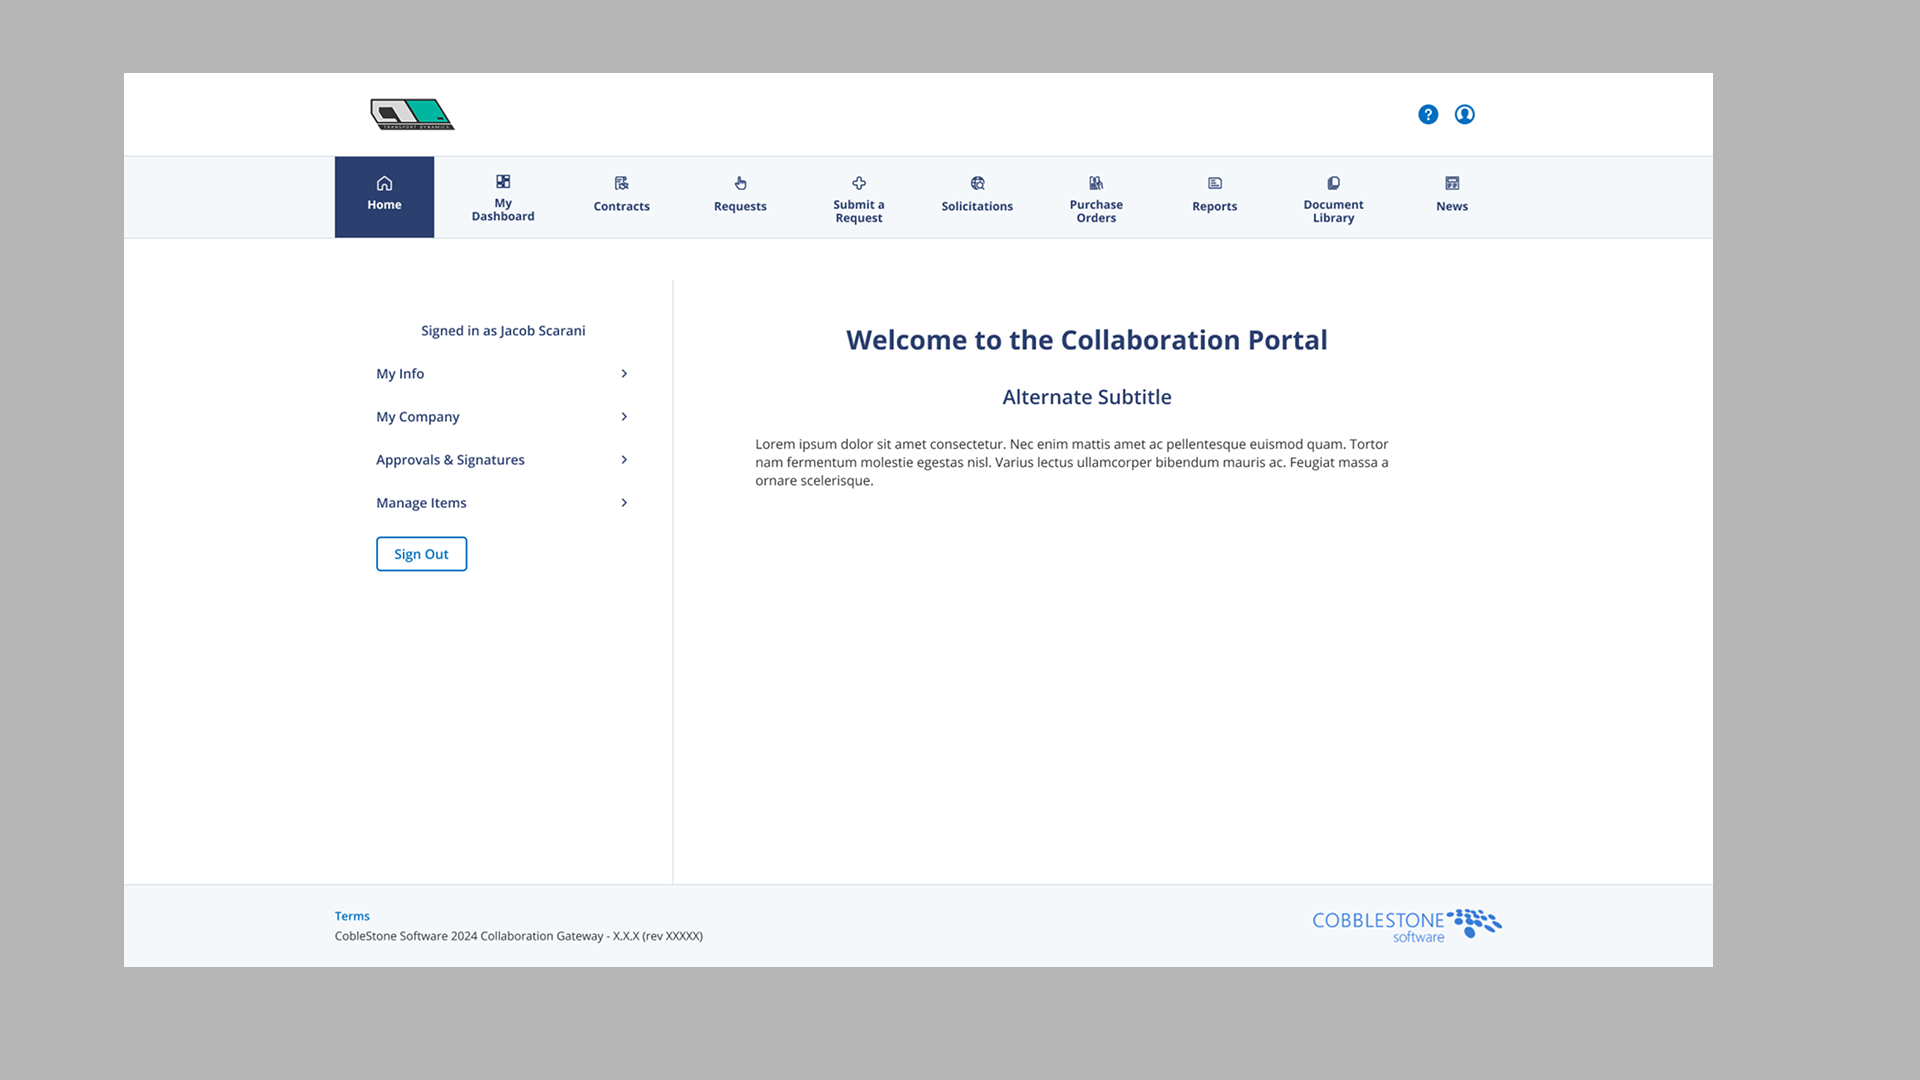 TRANSPORT DYNAMICS
?
Home
My
Dashboard
Contracts
Requests
Submit a
Request
Solicitations
Purchase
Orders
Reports
Document
Library
News
Signed in as Jacob Scarani
My Info
My Company
Approvals & Signatures
Manage Items
Sign Out
Welcome to the Collaboration Portal
Alternate Subtitle
Lorem ipsum dolor sit amet consectetur. Nec enim mattis amet ac pellentesque euismod quam. Tortor
nam fermentum molestie egestas nisl. Varius lectus ullamcorper bibendum mauris ac. Feugiat massa a
ornare scelerisque.
Terms
CobleStone Software 2024 Collaboration Gateway - X.X.X (rev XXXXX)
COBBLESTONE
software